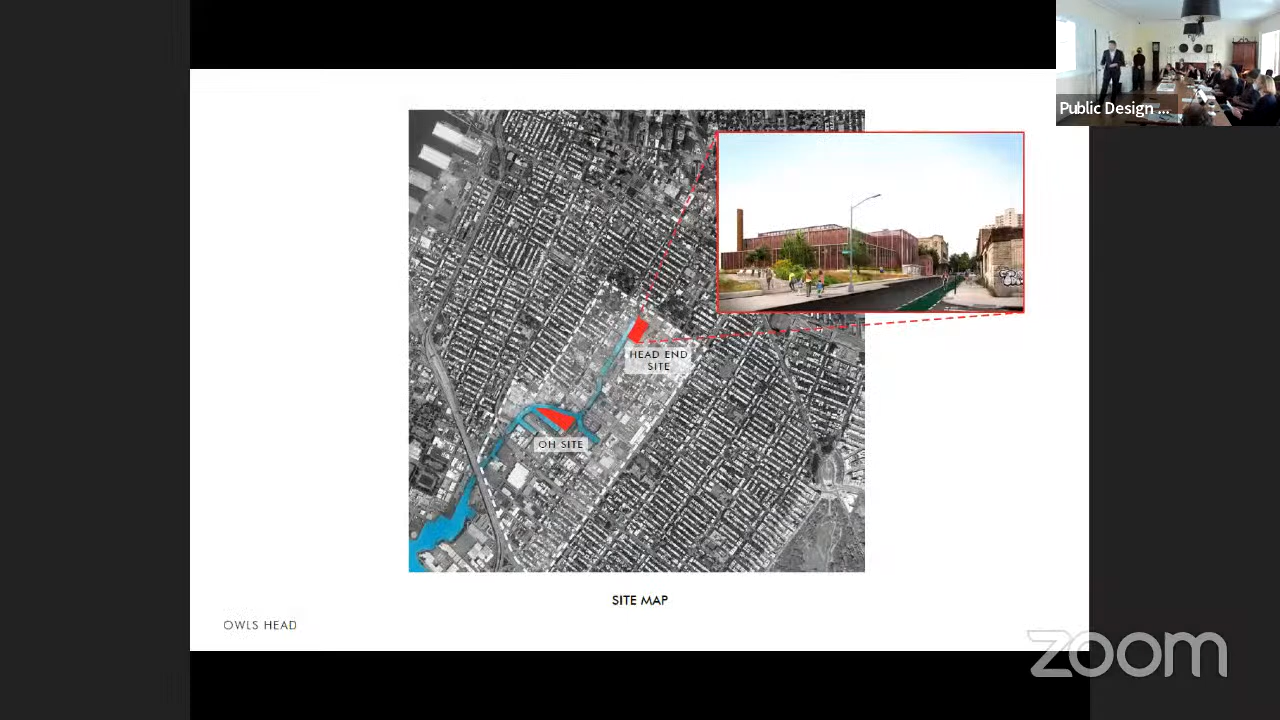 Public Design ...
HEAD END
SITE
OH SITE
SITE MAP
OWLS HEAD
zoom